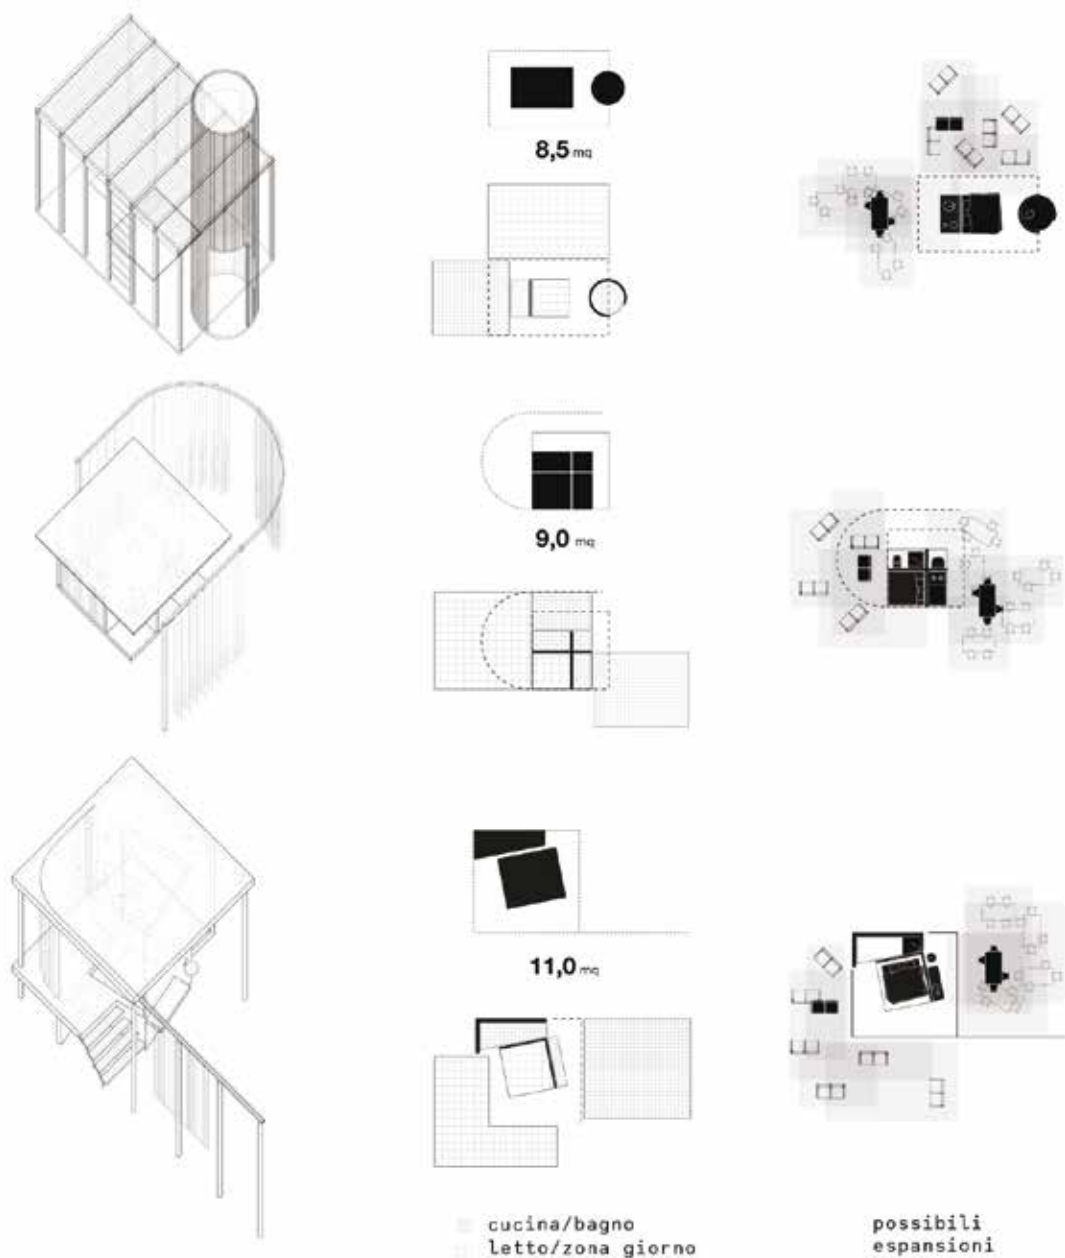 8,5 mq
9,0 mq
11,0 mq
cucina/bagno
letto/zona giorno
possibili
espansioni